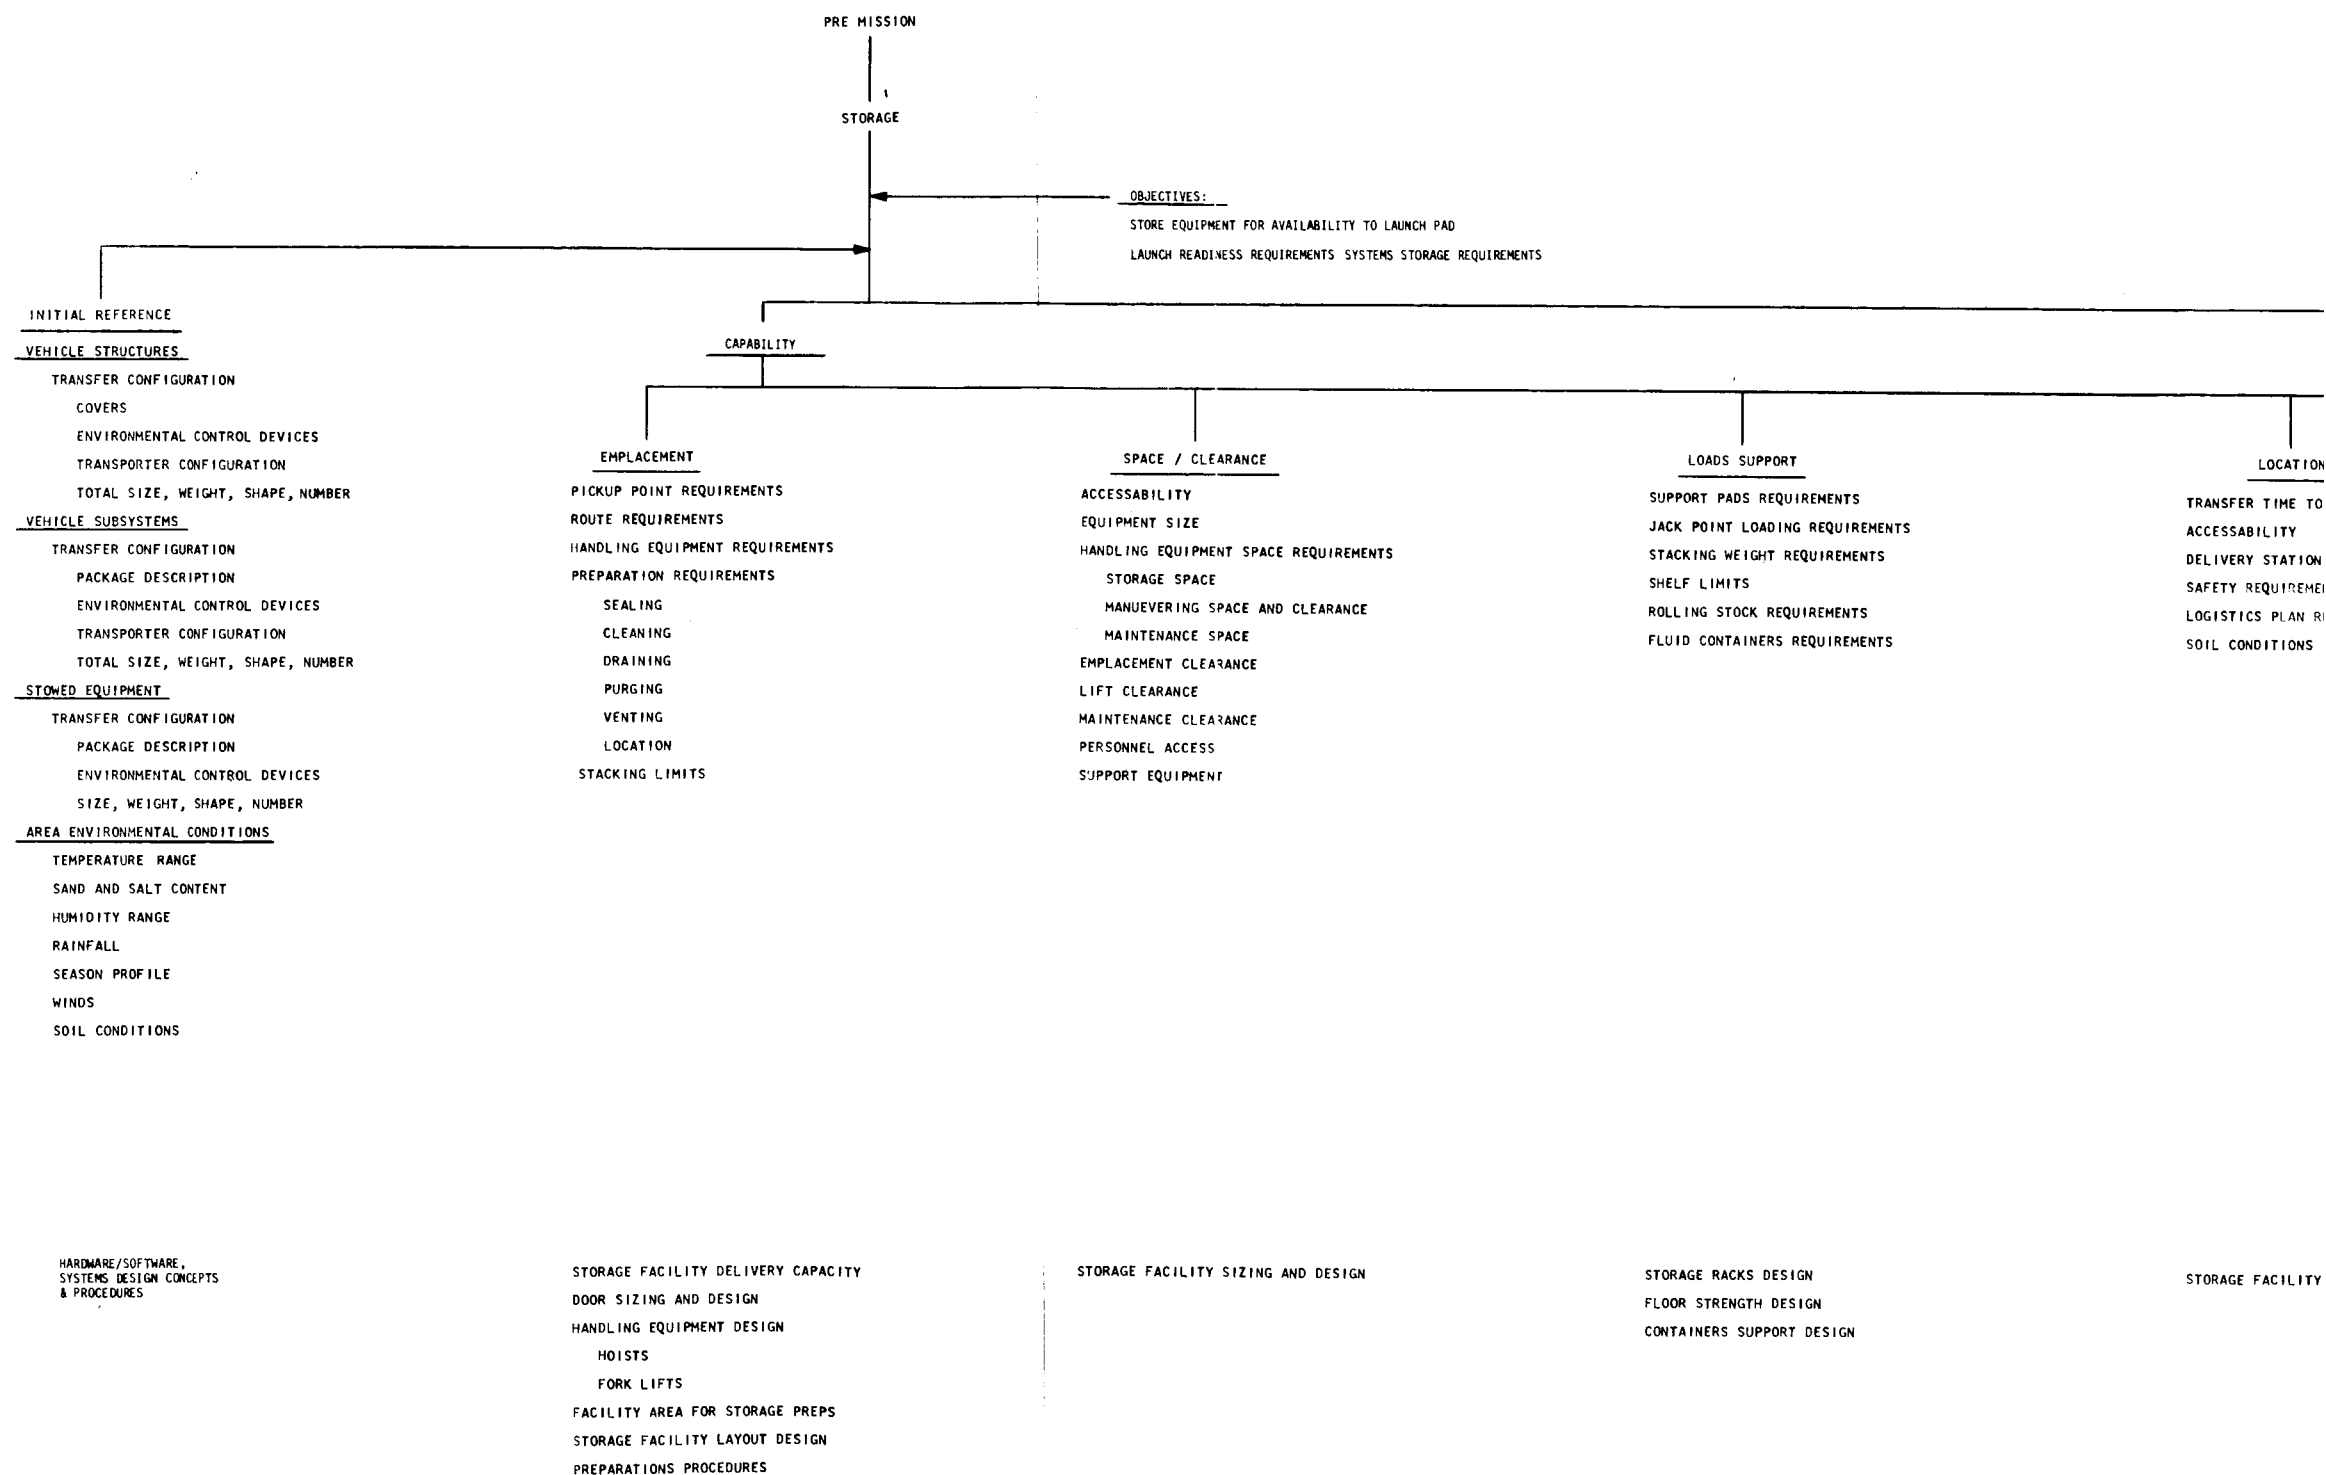 PRE MISSION
STORAGE
OBJECTIVES:
STORE EQUIPMENT FOR AVAILABILITY TO LAUNCH PAD
LAUNCH READINESS REQUIREMENTS SYSTEMS STORAGE REQUIREMENTS
INITIAL REFERENCE
VEHICLE STRUCTURES
TRANSFER CONFIGURATION
COVERS
ENVIRONMENTAL CONTROL DEVICES
TRANSPORTER CONFIGURATION
TOTAL SIZE, WEIGHT, SHAPE, NUMBER
VEHICLE SUBSYSTEMS
TRANSFER CONFIGURATION
PACKAGE DESCRIPTION
ENVIRONMENTAL CONTROL DEVICES
TRANSPORTER CONFIGURATION
TOTAL SIZE, WEIGHT, SHAPE, NUMBER
STOWED EQUIPMENT
TRANSFER CONFIGURATION
PACKAGE DESCRIPTION
ENVIRONMENTAL CONTROL DEVICES
SIZE, WEIGHT, SHAPE, NUMBER
AREA ENVIRONMENTAL CONDITIONS
TEMPERATURE RANGE
SAND AND SALT CONTENT
HUMIDITY RANGE
RAINFALL
SEASON PROFILE
WINDS
SOIL CONDITIONS
CAPABILITY
EMPLACEMENT
PICKUP POINT REQUIREMENTS
ROUTE REQUIREMENTS
HANDLING EQUIPMENT REQUIREMENTS
PREPARATION REQUIREMENTS
SEALING
CLEANING
DRAINING
PURGING
VENTING
LOCATION
STACKING LIMITS
SPACE / CLEARANCE
ACCESSABILITY
EQUIPMENT SIZE
HANDLING EQUIPMENT SPACE REQUIREMENTS
STORAGE SPACE
MANUEVERING SPACE AND CLEARANCE
MAINTENANCE SPACE
EMPLACEMENT CLEARANCE
LIFT CLEARANCE
MAINTENANCE CLEARANCE
PERSONNEL ACCESS
SUPPORT EQUIPMENT
LOADS SUPPORT
SUPPORT PADS REQUIREMENTS
JACK POINT LOADING REQUIREMENTS
STACKING WEIGHT REQUIREMENTS
SHELF LIMITS
ROLLING STOCK REQUIREMENTS
FLUID CONTAINERS REQUIREMENTS
LOCATION
TRANSFER TIME TO
ACCESSABILITY
DELIVERY STATION
SAFETY
LOGISTICS PLAN
SOIL CONDITIONS
HARDWARE/SOFTWARE,
SYSTEMS DESIGN CONCEPTS
& PROCEDURES
STORAGE FACILITY DELIVERY CAPACITY
DOOR SIZING AND DESIGN
HANDLING EQUIPMENT DESIGN
HOISTS
FORK LIFTS
FACILITY AREA FOR STORAGE PREPS
STORAGE FACILITY LAYOUT DESIGN
PREPARATIONS PROCEDURES
STORAGE FACILITY SIZING AND DESIGN
STORAGE RACKS DESIGN
FLOOR STRENGTH DESIGN
CONTAINERS SUPPORT DESIGN
STORAGE FACILITY